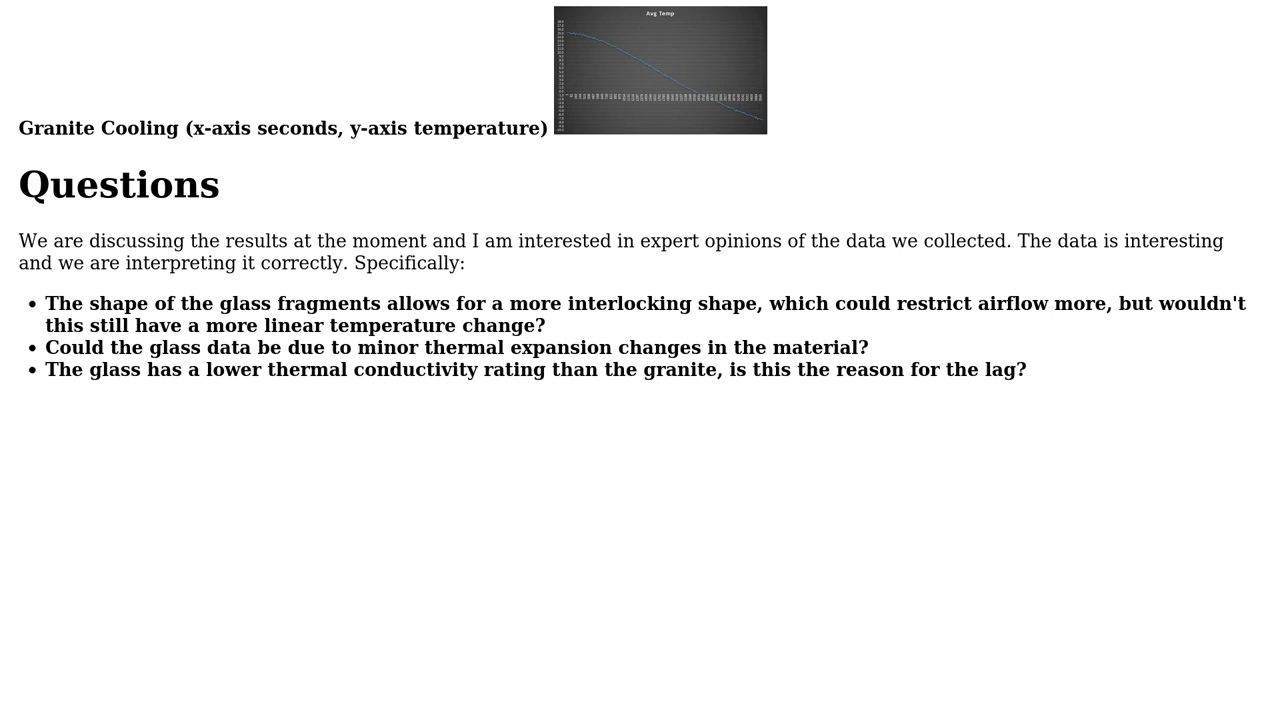 Avg Temp
Granite Cooling (x-axis seconds, y-axis temperature)
Questions
We are discussing the results at the moment and I am interested in expert opinions of the data we collected. The data is interesting
and we are interpreting it correctly. Specifically:
• The shape of the glass fragments allows for a more interlocking shape, which could restrict airflow more, but wouldn't
this still have a more linear temperature change?
• Could the glass data be due to minor thermal expansion changes in the material?
• The glass has a lower thermal conductivity rating than the granite, is this the reason for the lag?